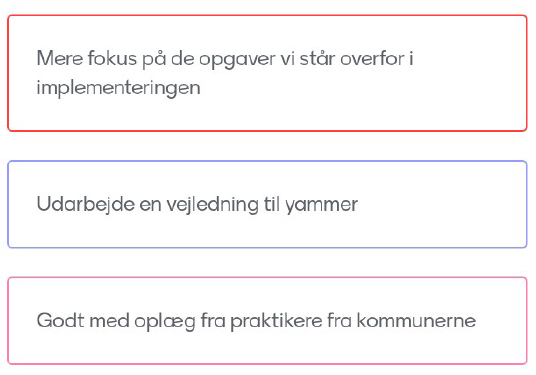 Mere fokus på de opgaver vi står overfor i
implementeringen
Udarbejde en vejledning til yammer
Godt med oplæg fra praktikere fra kommunerne